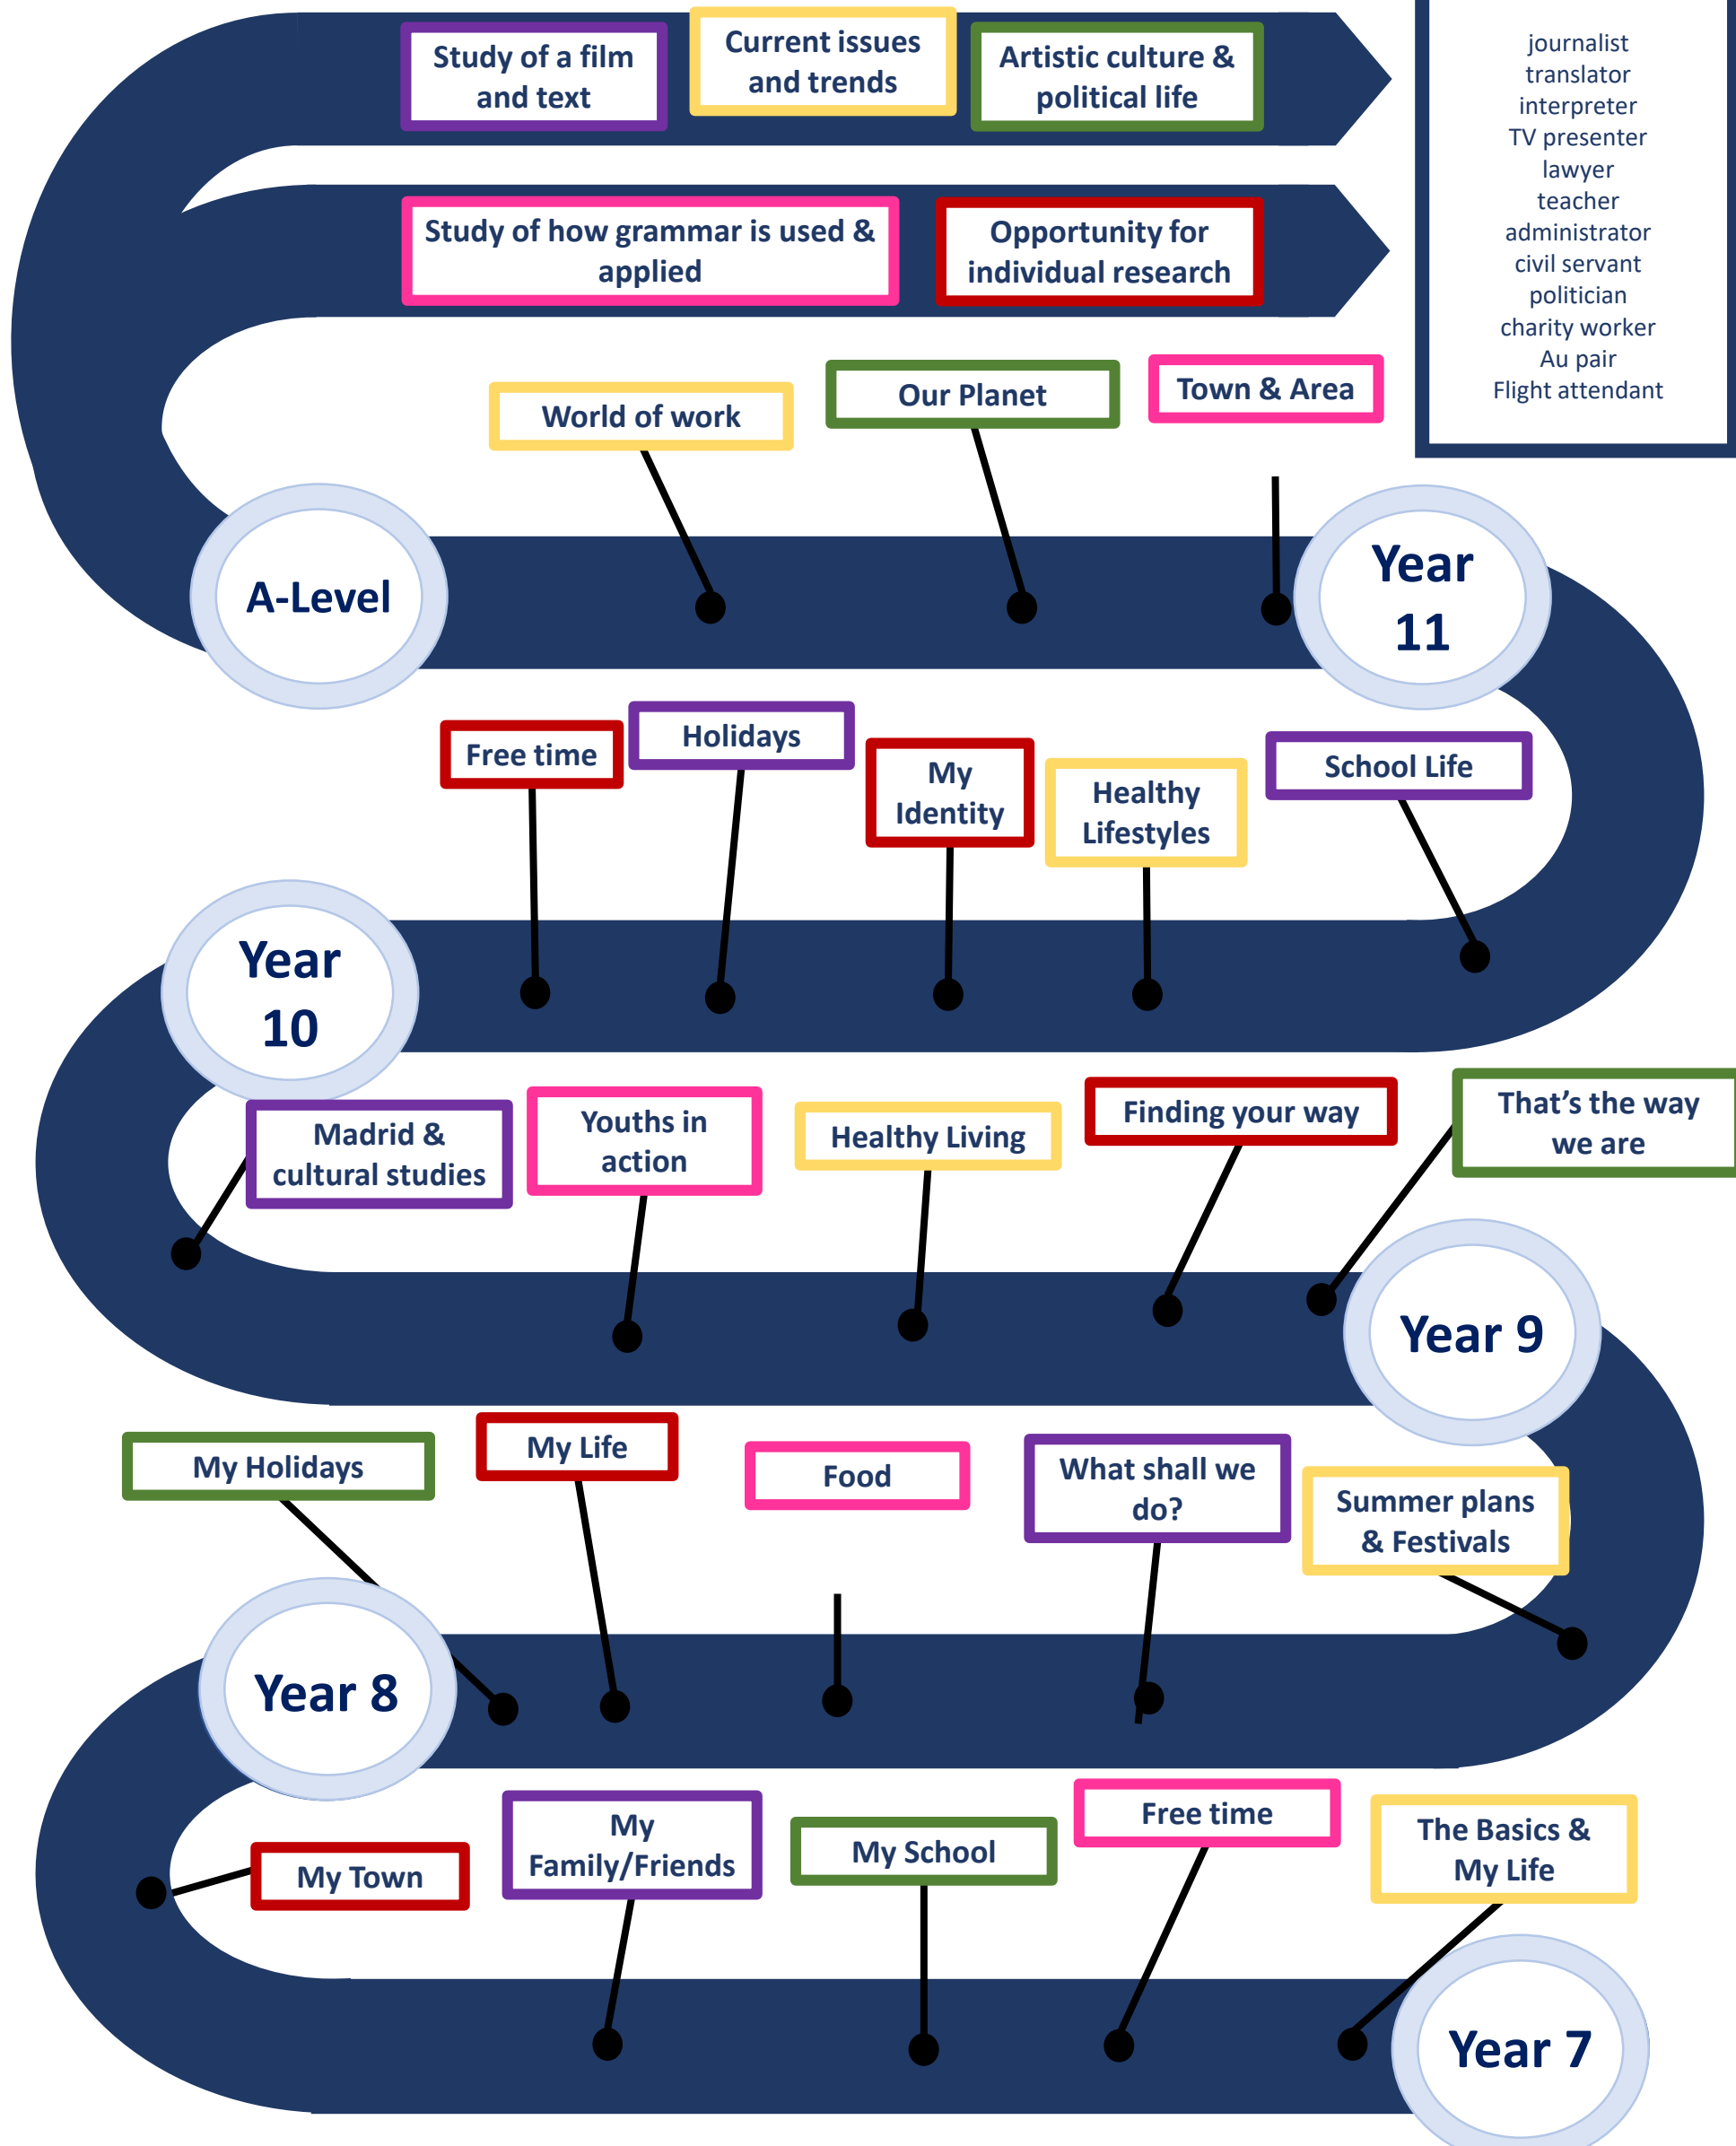 Study of a film
and text
Current issues
and trends
Artistic culture &
political life
journalist
translator
interpreter
TV presenter
lawyer
teacher
administrator
civil servant
politician
charity worker
Au pair
Flight attendant
Study of how grammar is used &
applied
Opportunity for
individual research
World of work
Our Planet
Town & Area
A-Level
Year
11
Free time
Holidays
My
Identity
Healthy
Lifestyles
School Life
Year
10
Madrid &
cultural studies
Youths in
action
Healthy Living
Finding your way
That's the way
we are
Year 9
My Holidays
My Life
Food
What shall we
do?
Summer plans
& Festivals
Year 8
My Town
My
Family/Friends
My School
Free time
The Basics &
My Life
Year 7